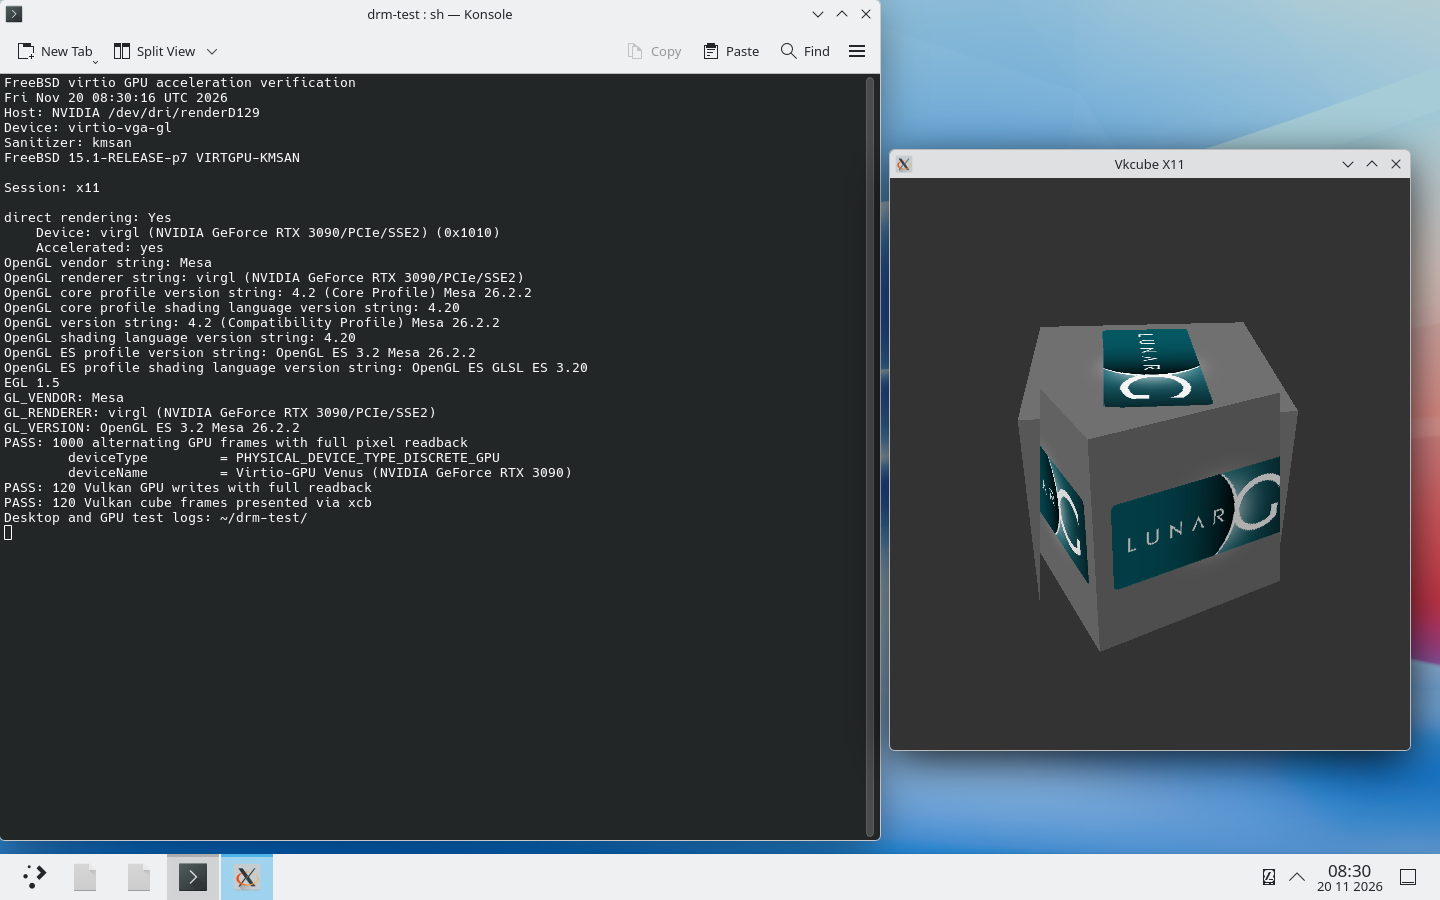 drm-test : sh — Konsole
New Tab
Split View
Copy
Paste
Find
FreeBSD virtio GPU acceleration verification
Fri Nov 20 08:30:16 UTC 2026
Host: NVIDIA /dev/dri/renderD129
Device: virtio-vga-gl
Sanitizer: kmsan
FreeBSD 15.1-RELEASE-p7 VIRTGPU-KMSAN
Session: x11
direct rendering: Yes
Device: virgl (NVIDIA GeForce RTX 3090/PCIe/SSE2) (0x1010)
Accelerated: yes
OpenGL vendor string: Mesa
OpenGL renderer string: virgl (NVIDIA GeForce RTX 3090/PCIe/SSE2)
OpenGL core profile version string: 4.2 (Core Profile) Mesa 26.2.2
OpenGL core profile shading language version string: 4.20
OpenGL version string: 4.2 (Compatibility Profile) Mesa 26.2.2
OpenGL shading language version string: 4.20
OpenGL ES profile version string: OpenGL ES 3.2 Mesa 26.2.2
OpenGL ES profile shading language version string: OpenGL ES GLSL ES 3.20
EGL 1.5
GL_VENDOR: Mesa
GL_RENDERER: virgl (NVIDIA GeForce RTX 3090/PCIe/SSE2)
GL_VERSION: OpenGL ES 3.2 Mesa 26.2.2
PASS: 1000 alternating GPU frames with full pixel readback
deviceType = PHYSICAL_DEVICE_TYPE_DISCRETE_GPU
deviceName = Virtio-GPU Venus (NVIDIA GeForce RTX 3090)
PASS: 120 Vulkan GPU writes with full readback
PASS: 120 Vulkan cube frames presented via xcb
Desktop and GPU test logs: ~/drm-test/
Vkcube X11
LUNARG
LUNARG
08:30
20 11 2026